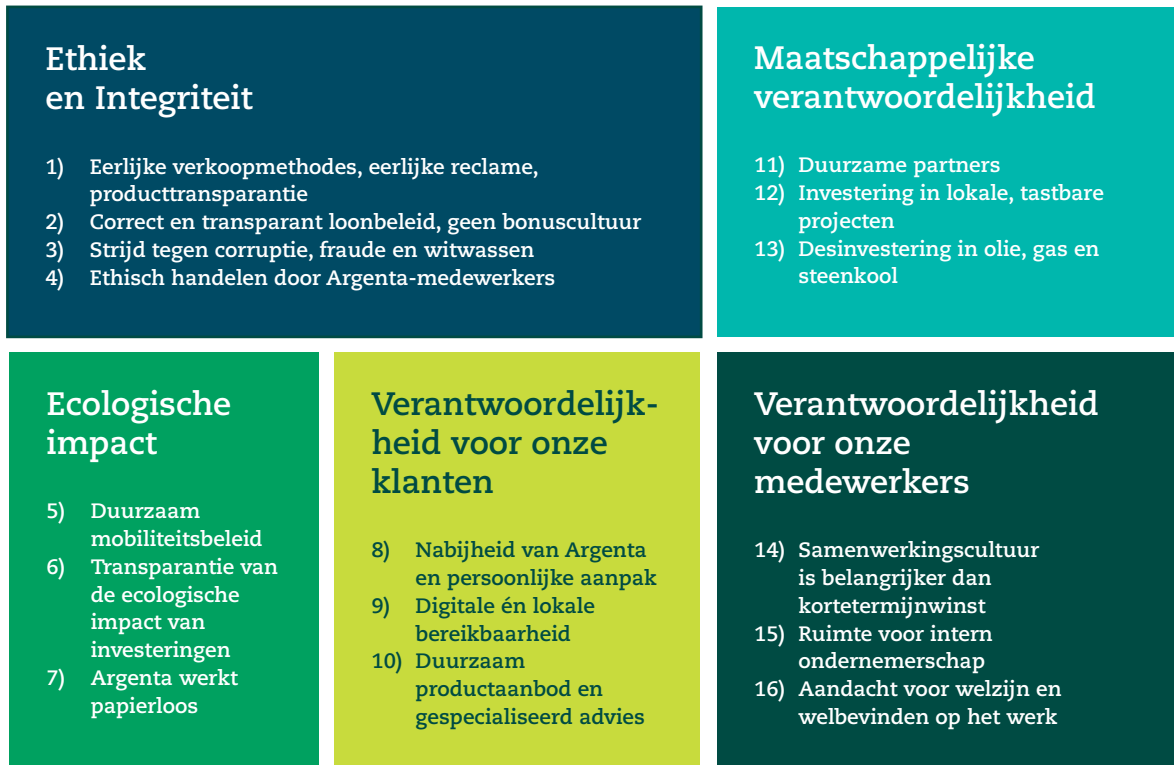 Ethiek
en Integriteit
1) Eerlijke verkoopmethodes, eerlijke reclame,
producttransparantie
2) Correct en transparant loonbeleid, geen bonuscultuur
3) Strijd tegen corruptie, fraude en witwassen
4) Ethisch handelen door Argenta-medewerkers
Maatschappelijke
verantwoordelijkheid
11) Duurzame partners
12) Investering in lokale, tastbare
projecten
13) Desinvestering in olie, gas en
steenkool
Ecologische
impact
5) Duurzaam
mobiliteitsbeleid
6) Transparantie van
de ecologische
impact van
investeringen
7) Argenta werkt
papierloos
Verantwoordelijk-
heid voor onze
klanten
8) Nabijheid van Argenta
en persoonlijke aanpak
9) Digitale én lokale
bereikbaarheid
10) Duurzaam
productaanbod en
gespecialiseerd advies
Verantwoordelijkheid
voor onze
medewerkers
14) Samenwerkingscultuur
is belangrijker dan
kortetermijnwinst
15) Ruimte voor intern
ondernemerschap
16) Aandacht voor welzijn en
welbevinden op het werk